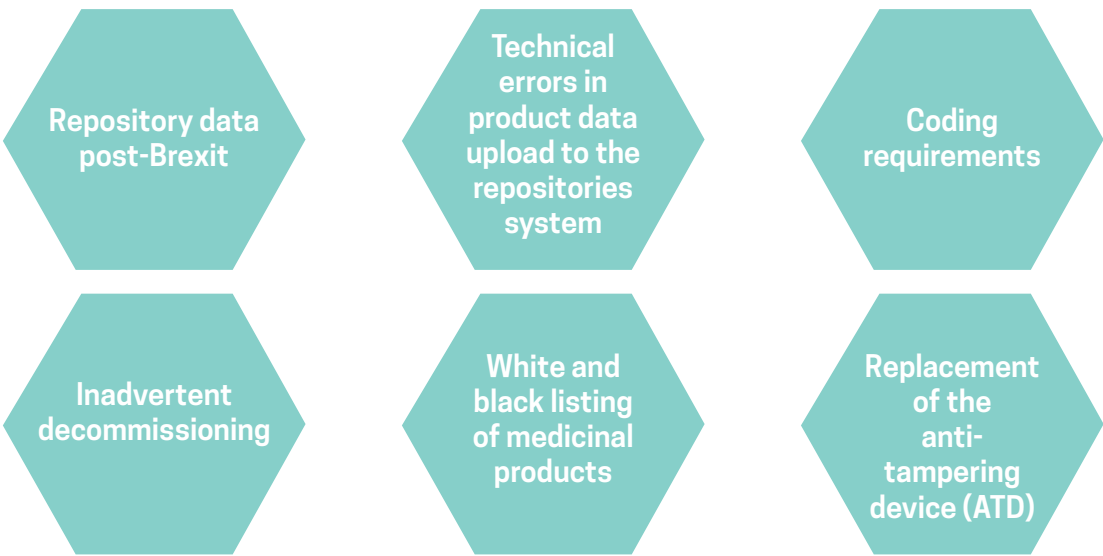 Repository data
post-Brexit
Technical
errors in
product data
upload to the
repositories
system
Coding
requirements
Inadvertent
decommissioning
White and
black listing
of medicinal
products
Replacement
of the
anti-
tampering
device (ATD)